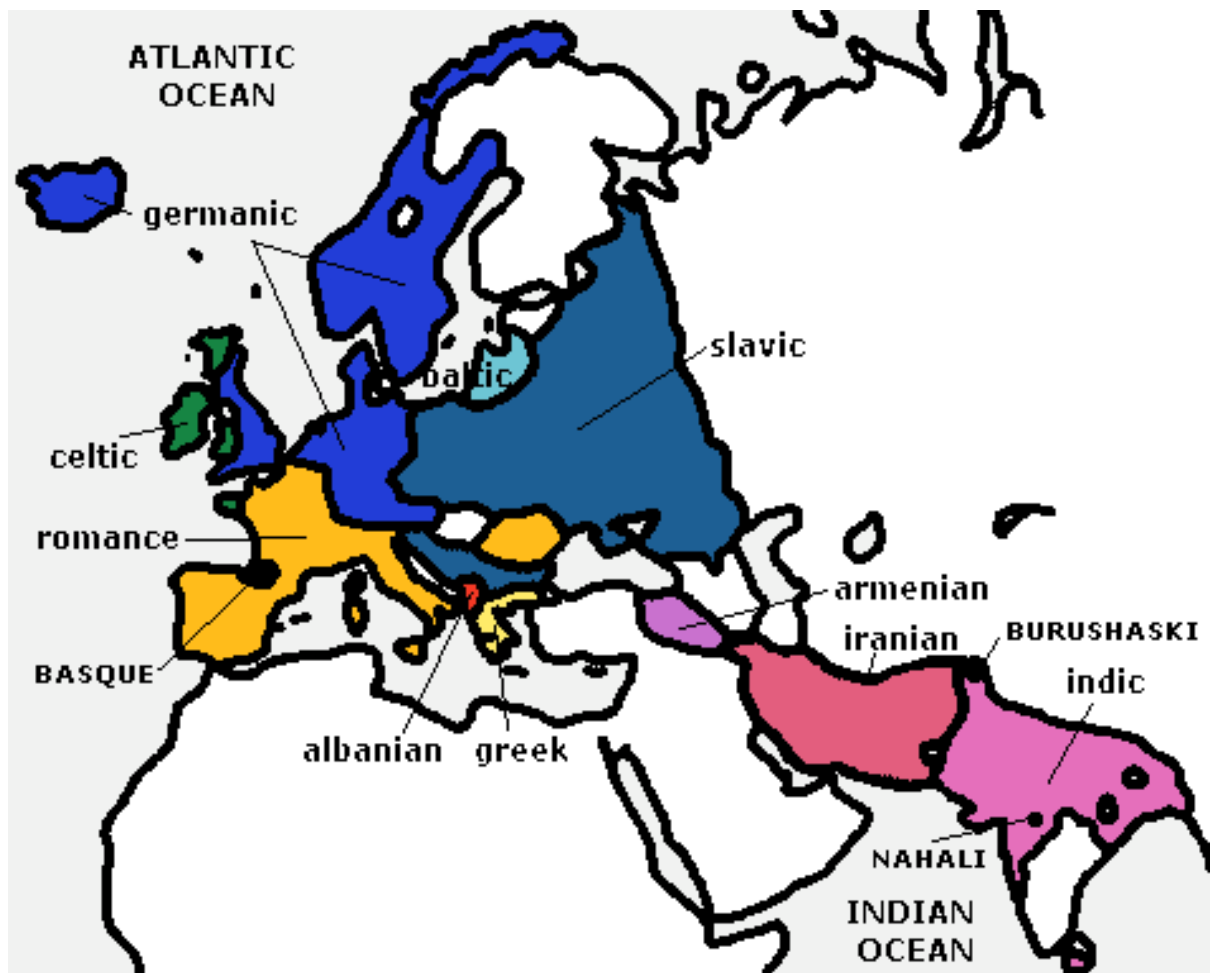 ATLANTIC
OCEAN
germanic
slavic
baltic
celtic
romance
armenian
iranian
BURUSHASKI
BASQUE
indic
albanian
greek
NAHALI
INDIAN
OCEAN